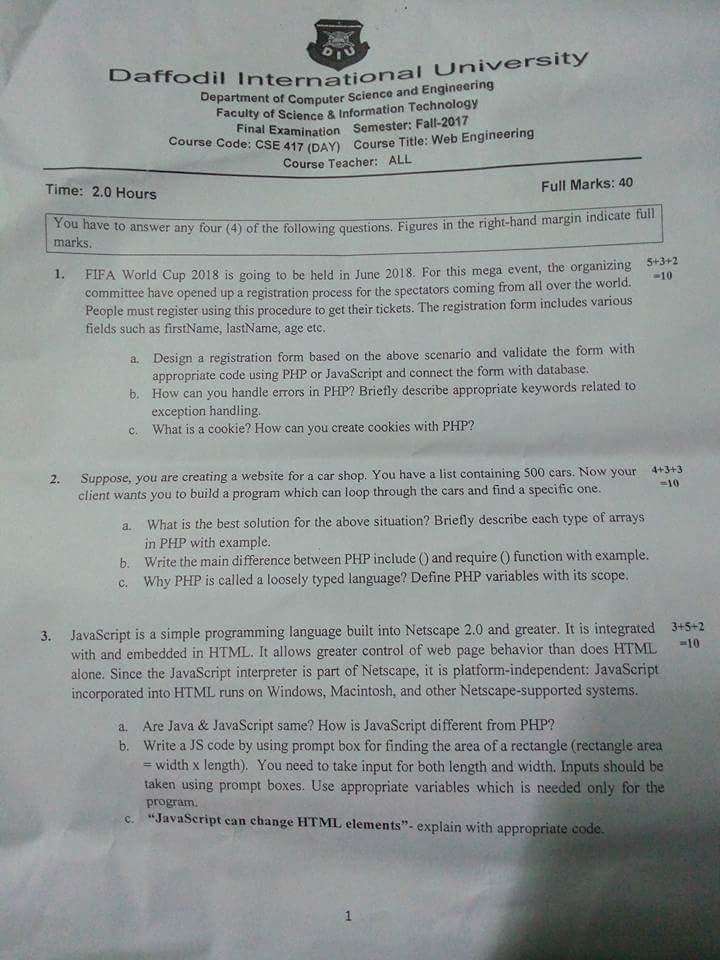 DIU
Daffodil International University
Department of Computer Science and Engineering
Faculty of Science & Information Technology
Final Examination Semester: Fall-2017
Course Code: CSE 417 (DAY) Course Title: Web Engineering
Course Teacher: ALL
Time: 2.0 Hours Full Marks: 40
You have to answer any four (4) of the following questions. Figures in the right-hand margin indicate full
marks.
1. FIFA World Cup 2018 is going to be held in June 2018. For this mega event, the organizing 5+3+2
committee have opened up a registration process for the spectators coming from all over the world. =10
People must register using this procedure to get their tickets. The registration form includes various
fields such as firstName, lastName, age etc.
a. Design a registration form based on the above scenario and validate the form with
appropriate code using PHP or JavaScript and connect the form with database.
b. How can you handle errors in PHP? Briefly describe appropriate keywords related to
exception handling.
c. What is a cookie? How can you create cookies with PHP?
2. Suppose, you are creating a website for a car shop. You have a list containing 500 cars. Now your 4+3+3
client wants you to build a program which can loop through the cars and find a specific one. =10
a. What is the best solution for the above situation? Briefly describe each type of arrays
in PHP with example.
b. Write the main difference between PHP include () and require () function with example.
c. Why PHP is called a loosely typed language? Define PHP variables with its scope.
3. JavaScript is a simple programming language built into Netscape 2.0 and greater. It is integrated 3+5+2
with and embedded in HTML. It allows greater control of web page behavior than does HTML =10
alone. Since the JavaScript interpreter is part of Netscape, it is platform-independent: JavaScript
incorporated into HTML runs on Windows, Macintosh, and other Netscape-supported systems.
a. Are Java & JavaScript same? How is JavaScript different from PHP?
b. Write a JS code by using prompt box for finding the area of a rectangle (rectangle area
= width x length). You need to take input for both length and width. Inputs should be
taken using prompt boxes. Use appropriate variables which is needed only for the
program.
c. “JavaScript can change HTML elements”- explain with appropriate code.
1